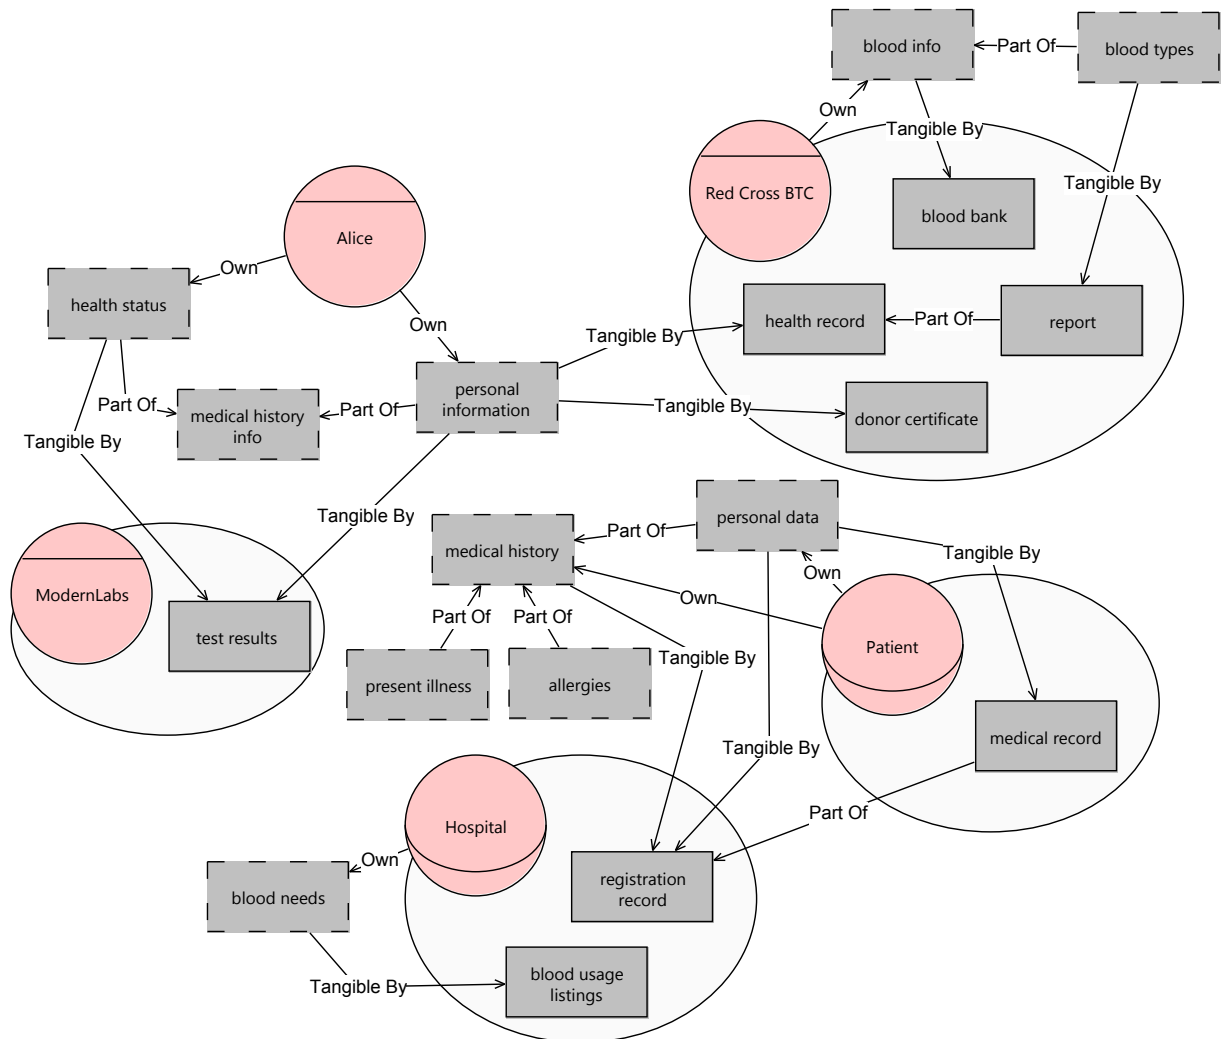 blood info
Part Of
blood types
Own
Tangible By
Red Cross BTC
blood bank
Tangible By
Alice
Own
health status
Own
health record
Part Of
report
Tangible By
personal
information
Part Of
medical history
info
Part Of
Tangible By
donor certificate
Tangible By
Tangible By
personal data
Part Of
medical history
Tangible By
Own
ModernLabs
test results
Own
Part Of
Part Of
Patient
Tangible By
present illness
allergies
medical record
Tangible By
Part Of
Hospital
Own
blood needs
registration
record
Tangible By
blood usage
listings